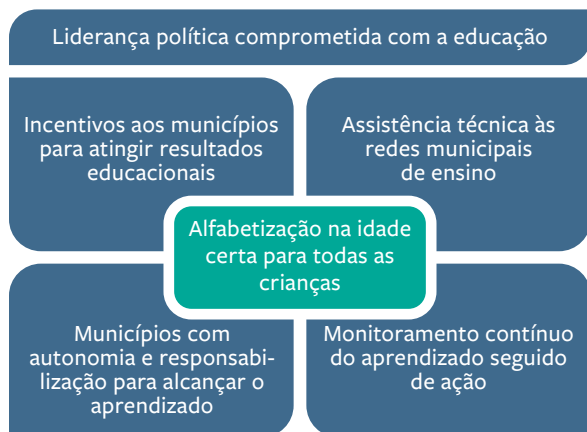 Liderança política comprometida com a educação
Incentivos aos municípios
para atingir resultados
educacionais
Assistência técnica às
redes municipais
de ensino
Alfabetização na idade
certa para todas as
crianças
Municípios com
autonomia e responsabi-
lização para alcançar o
aprendizado
Monitoramento contínuo
do aprendizado seguido
de ação